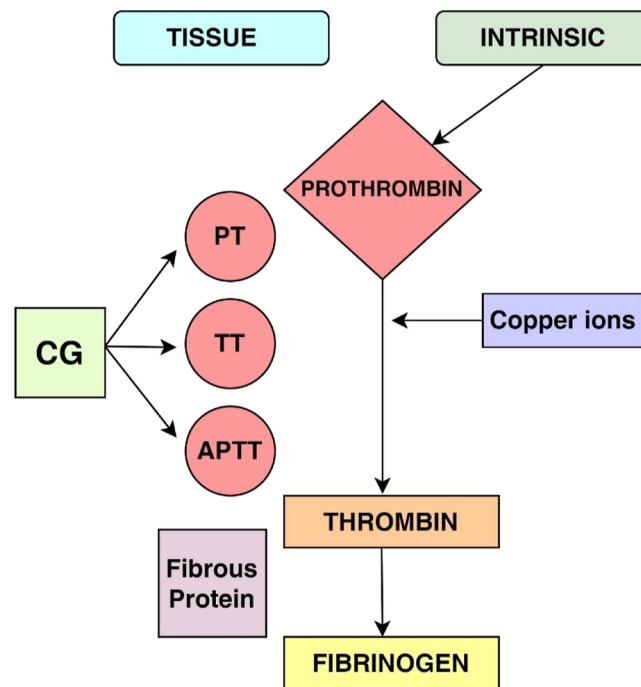 TISSUE
INTRINSIC
PROTHROMBIN
PT
Copper ions
TT
CG
APTT
THROMBIN
Fibrous
Protein
FIBRINOGEN